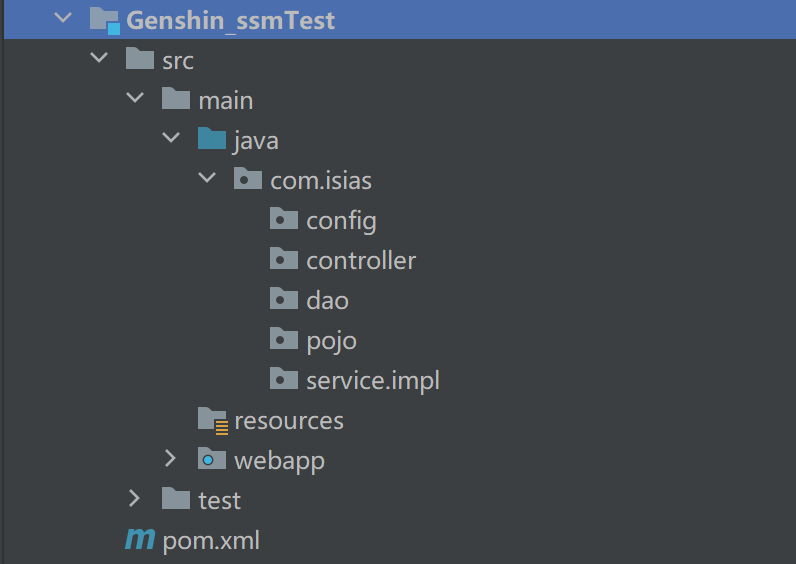 Genshin_ssmTest
src
main
java
com.isias
config
controller
dao
pojo
service.impl
resources
webapp
test
m pom.xml